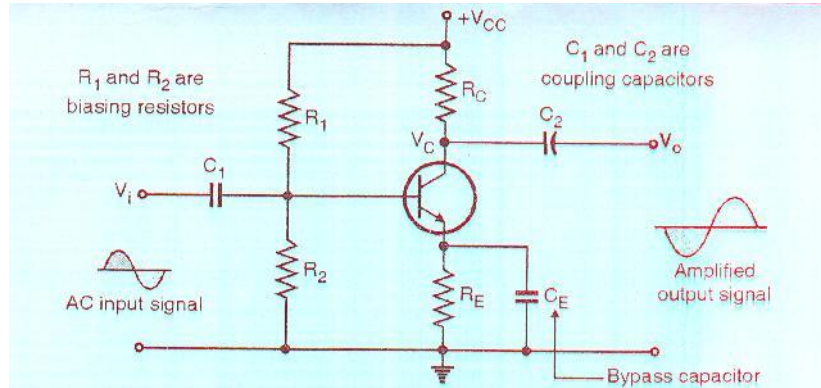 +VCC
R1 and R2 are
biasing resistors
C1 and C2 are
coupling capacitors
RC
R1
C2
VC
Vo
C1
Vi
R2
RE
CE
AC input signal
Amplified
output signal
Bypass capacitor